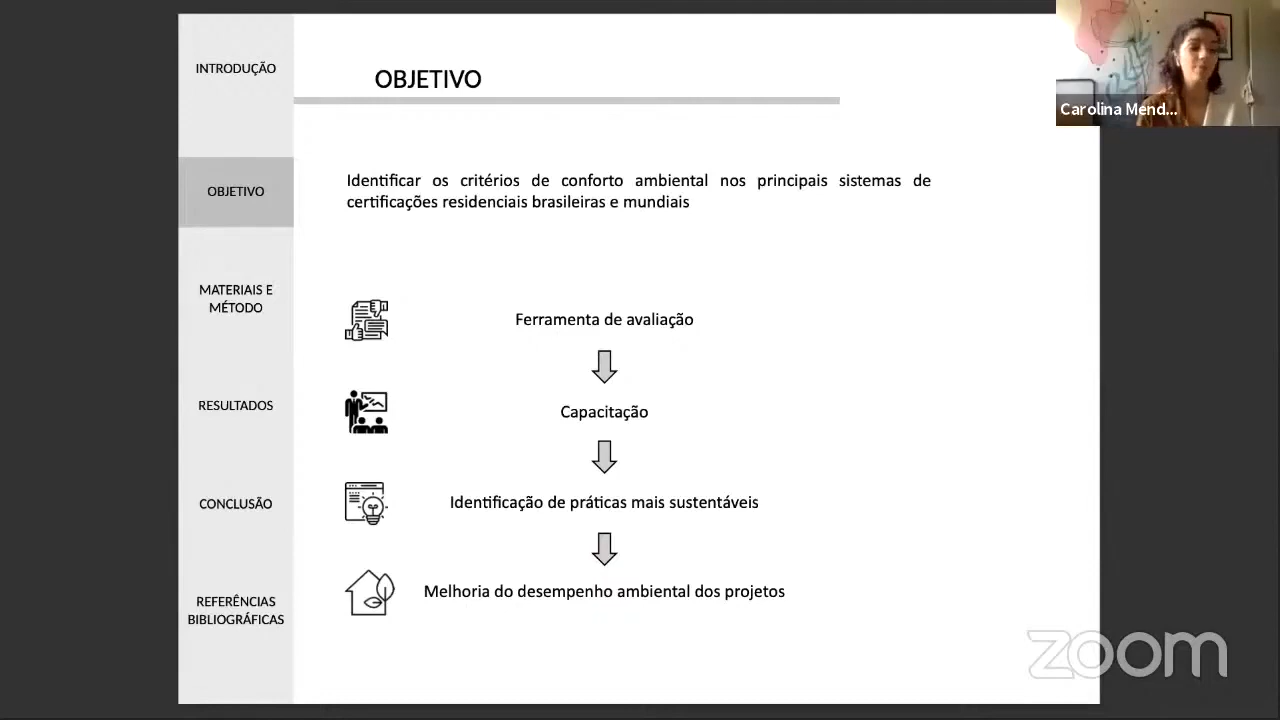 INTRODUÇÃO
OBJETIVO
MATERIAIS E
MÉTODO
RESULTADOS
CONCLUSÃO
REFERÊNCIAS
BIBLIOGRÁFICAS
OBJETIVO
Identificar os critérios de conforto ambiental nos principais sistemas de
certificações residenciais brasileiras e mundiais
Ferramenta de avaliação
Capacitação
Identificação de práticas mais sustentáveis
Melhoria do desempenho ambiental dos projetos
Carolina Mend...
zoom